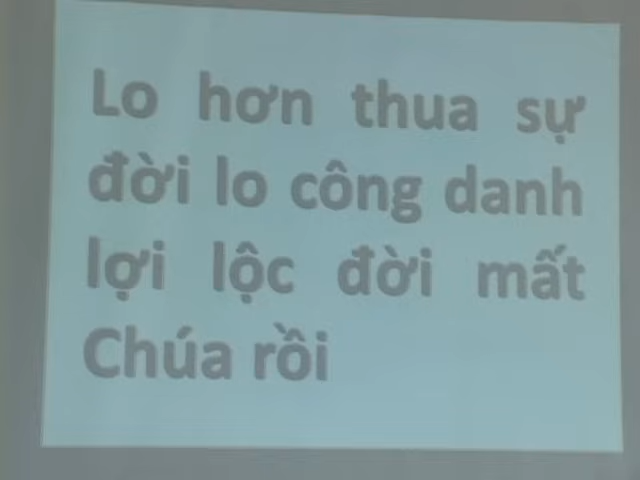 Lo hơn thua sự
đời lo công danh
lợi lộc đời mất
Chúa rồi